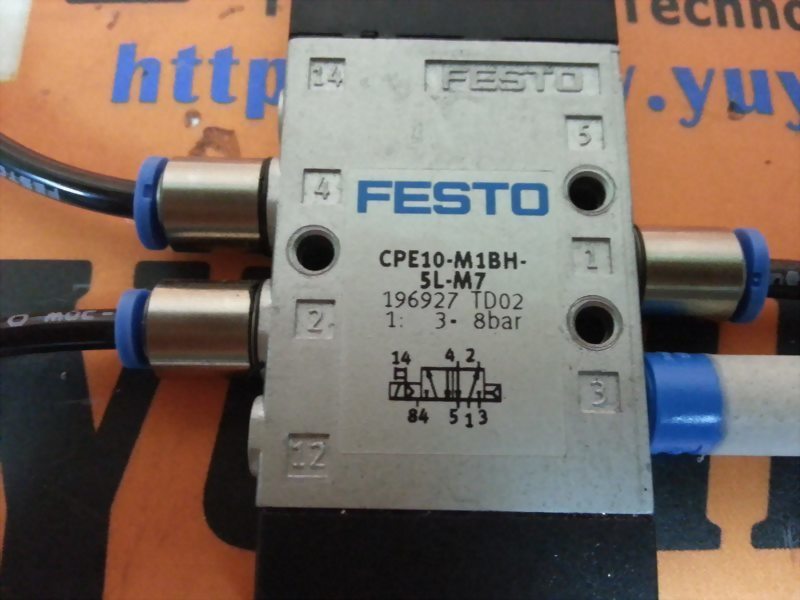 Technol
http
.yuy
14 FESTO
5
4 FESTO
CPE10-M1BH-
5L-M7
1
196927 TD02
2 1: 3- 8bar
14 4 2
3
84 5 1 3
12